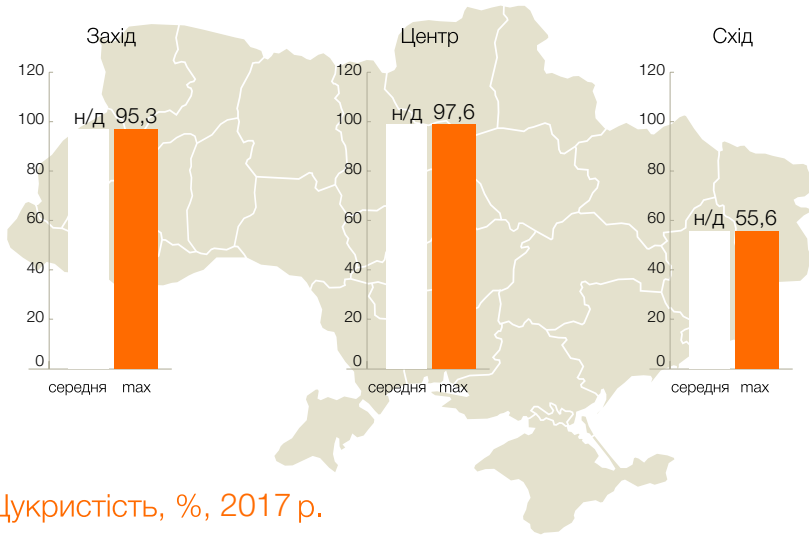 Захід
Центр
Схід
120
100
80
60
40
20
0
н/д 95,3
середня max
120
100
80
60
40
20
0
н/д 97,6
середня max
120
100
80
60
40
20
0
н/д 55,6
середня max
Цукристість, %, 2017 р.